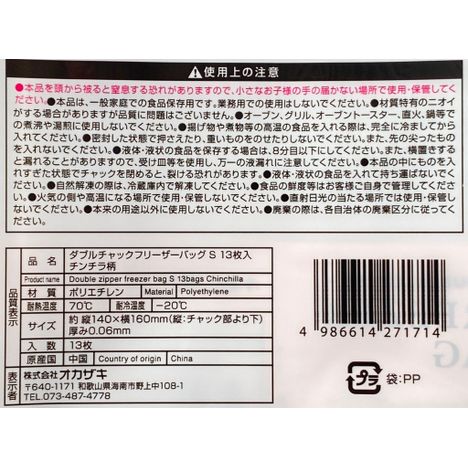 ⚠使用上の注意
●本品を頭から被ると窒息する恐れがありますので、小さなお子様の手の届かない場所で使用・保管してく
ださい。●本品は、一般家庭での食品保存用です。業務用での使用はしないでください。●材質特有のニオイ
がする場合がありますが品質に問題はございません。●オーブン、グリル、オーブントースター、直火、鍋等で
の煮沸や湯煎に使用しないでください。●揚げ物や煮物等の高温の食品を入れる際は、完全に冷ましてから
入れてください。●密封した状態で押さえたり、重いものをのせたりしないでください。また、先の尖ったもの
を入れないでください。●液体・液状の食品を保存する場合は、8分目以下にしてください。また、横置きする
と漏れることがありますので、受け皿等を使用し、万一の液漏れに注意してください。●本品の中にものを入
れすぎた状態でチャックを閉めると、裂ける恐れがあります。●液体・液状の食品を入れて持ち運ばないでく
ださい。●自然解凍の際は、冷蔵庫内で解凍してください。●食品の鮮度等はお客様ご自身で管理してくださ
い。●火気の側や高温になる場所で使用・保管しないでください。●直射日光の当たる場所では使用・保管し
ないでください。●本来の用途以外に使用しないでください。●廃棄の際は、各自治体の廃棄区分に従ってく
ださい。
品質表示
品名 ダブルチャックフリーザーバッグ S 13枚入
チンチラ柄
Product name Double zipper freezer bag S 13bags Chinchilla
材質 ポリエチレン Material Polyethylene
耐熱温度 70℃ 耐冷温度 −20℃
サイズ 約 縦140×横160mm(縦:チャック部より下)
厚み0.06mm
入数 13枚
原産国 中国 Country of origin China
表示者 株式会社オカザキ
〒640-1171 和歌山県海南市野上中108-1
TEL.073-487-4778
4 986614 271714
プラ 袋:PP